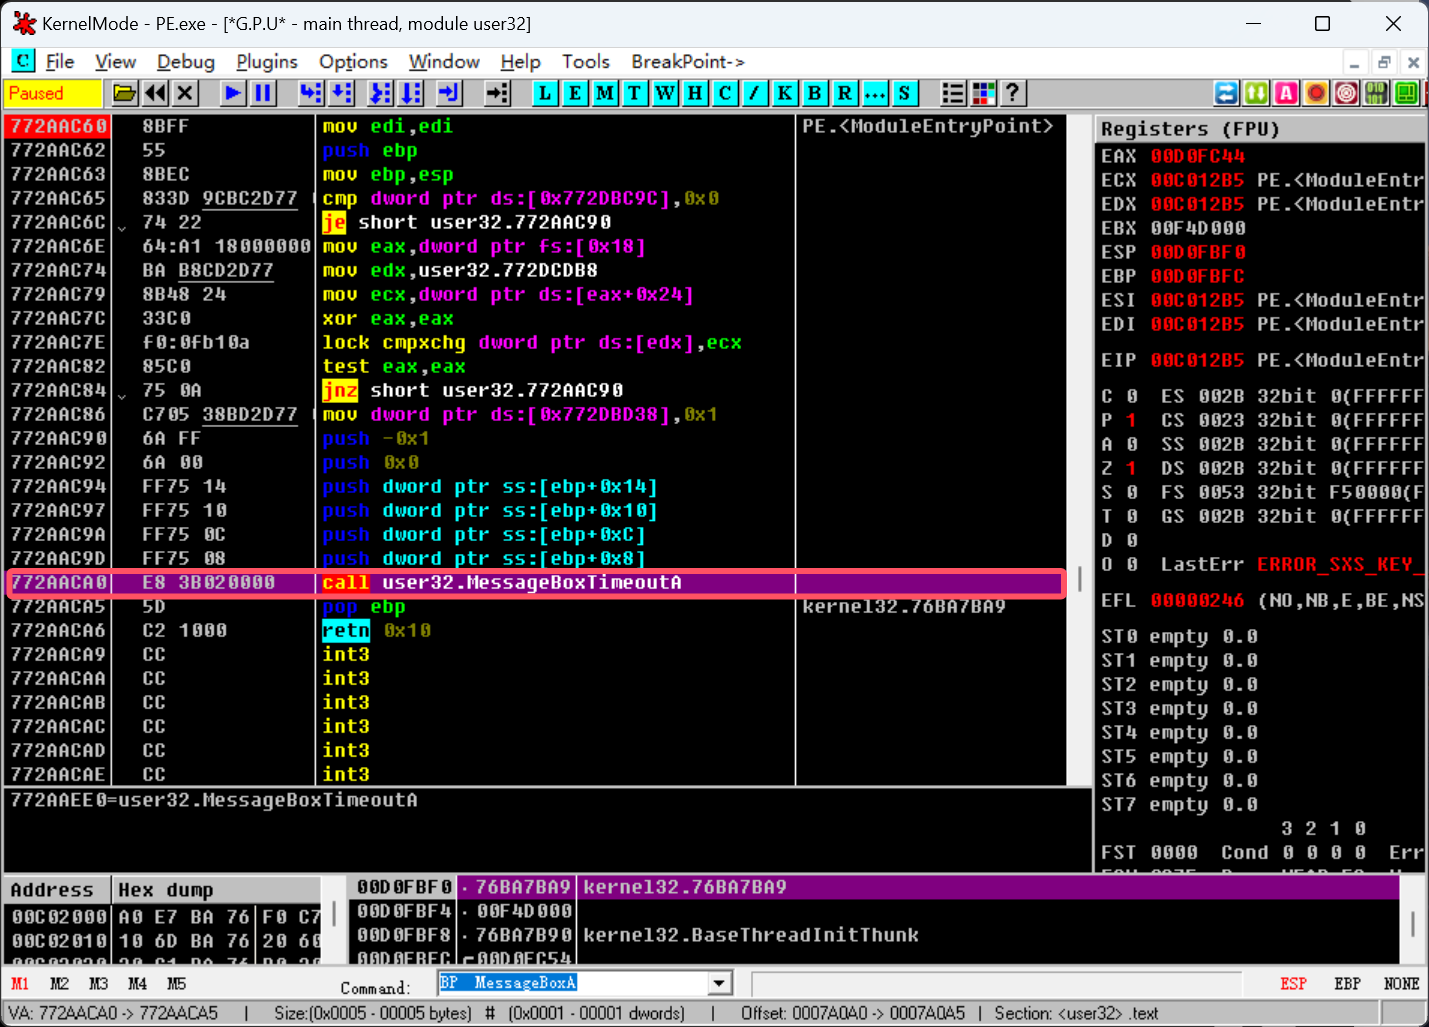 KernelMode - PE.exe - [*G.P.U* - main thread, module user32]
C File View Debug Plugins Options Window Help Tools BreakPoint->
Paused L E M T W H C / K B R ... S ?
772AAC60 8BFF mov edi,edi PE.<ModuleEntryPoint>
772AAC62 55 push ebp
772AAC63 8BEC mov ebp,esp
772AAC65 833D 9CBC2D77 cmp dword ptr ds:[0x772DBC9C],0x0
772AAC6C 74 22 je short user32.772AAC90
772AAC6E 64:A1 18000000 mov eax,dword ptr fs:[0x18]
772AAC74 BA B8CD2D77 mov edx,user32.772DCDB8
772AAC79 8B48 24 mov ecx,dword ptr ds:[eax+0x24]
772AAC7C 33C0 xor eax,eax
772AAC7E f0:0fb10a lock cmpxchg dword ptr ds:[edx],ecx
772AAC82 85C0 test eax,eax
772AAC84 75 0A jnz short user32.772AAC90
772AAC86 C705 38BD2D77 mov dword ptr ds:[0x772DBD38],0x1
772AAC90 6A FF push -0x1
772AAC92 6A 00 push 0x0
772AAC94 FF75 14 push dword ptr ss:[ebp+0x14]
772AAC97 FF75 10 push dword ptr ss:[ebp+0x10]
772AAC9A FF75 0C push dword ptr ss:[ebp+0xC]
772AAC9D FF75 08 push dword ptr ss:[ebp+0x8]
772AACA0 E8 3B020000 call user32.MessageBoxTimeoutA
772AACA5 5D pop ebp kernel32.76BA7BA9
772AACA6 C2 1000 retn 0x10
772AACA9 CC int3
772AACAA CC int3
772AACAB CC int3
772AACAC CC int3
772AACAD CC int3
772AACAE CC int3
772AAEE0=user32.MessageBoxTimeoutA
Registers (FPU)
EAX 00D0FC44
ECX 00C012B5 PE.<ModuleEntr
EDX 00C012B5 PE.<ModuleEntr
EBX 00F4D000
ESP 00D0FBF0
EBP 00D0FBFC
ESI 00C012B5 PE.<ModuleEntr
EDI 00C012B5 PE.<ModuleEntr
EIP 00C012B5 PE.<ModuleEntr
C 0 ES 002B 32bit 0(FFFFFF
P 1 CS 0023 32bit 0(FFFFFF
A 0 SS 002B 32bit 0(FFFFFF
Z 1 DS 002B 32bit 0(FFFFFF
S 0 FS 0053 32bit F50000(F
T 0 GS 002B 32bit 0(FFFFFF
D 0
O 0 LastErr ERROR_SXS_KEY_
EFL 00000246 (NO,NB,E,BE,NS
ST0 empty 0.0
ST1 empty 0.0
ST2 empty 0.0
ST3 empty 0.0
ST4 empty 0.0
ST5 empty 0.0
ST6 empty 0.0
ST7 empty 0.0
3 2 1 0
FST 0000 Cond 0 0 0 0 Err
Address Hex dump
00C02000 A0 E7 BA 76 F0 C7
00C02010 10 6D BA 76 20 60
00D0FBF0 76BA7BA9 kernel32.76BA7BA9
00D0FBF4 00F4D000
00D0FBF8 76BA7B90 kernel32.BaseThreadInitThunk
00D0FBFC 00D0FC54
M1 M2 M3 M4 M5 Command: BP MessageBoxA ESP EBP NONE
VA: 772AACA0 -> 772AACA5 | Size:(0x0005 - 00005 bytes) # (0x0001 - 00001 dwords) | Offset: 0007A0A0 -> 0007A0A5 | Section: <user32> .text